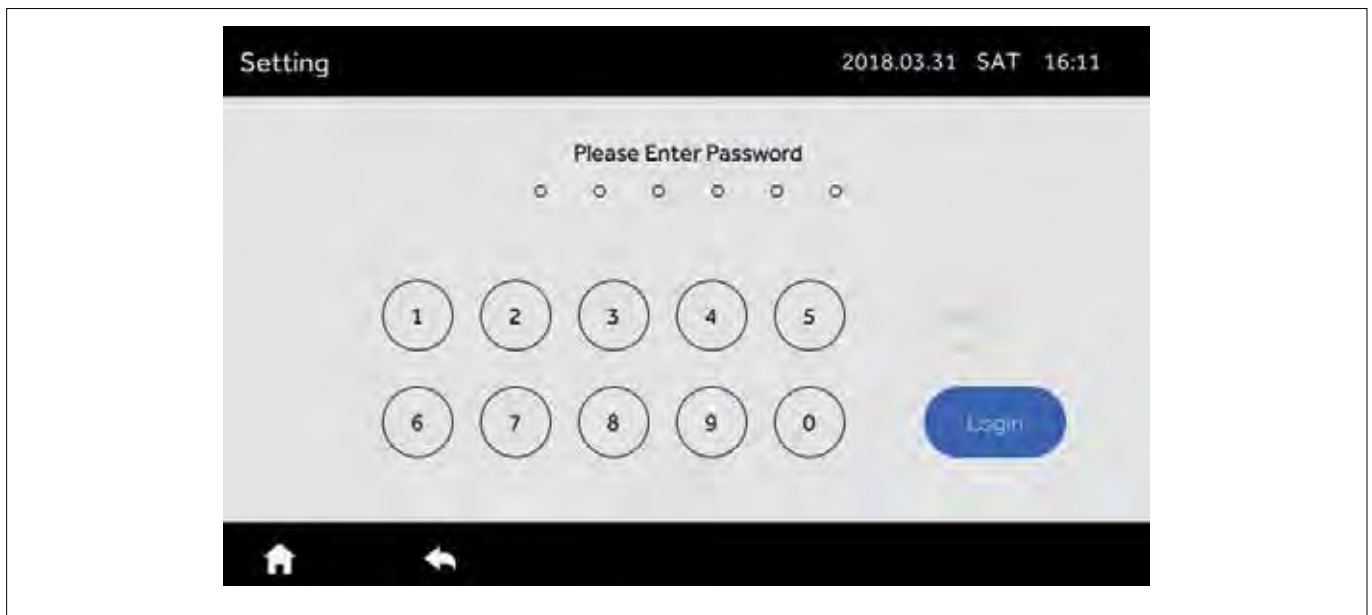 Setting 2018.03.31 SAT 16:11
Please Enter Password
1 2 3 4 5
6 7 8 9 0
Login